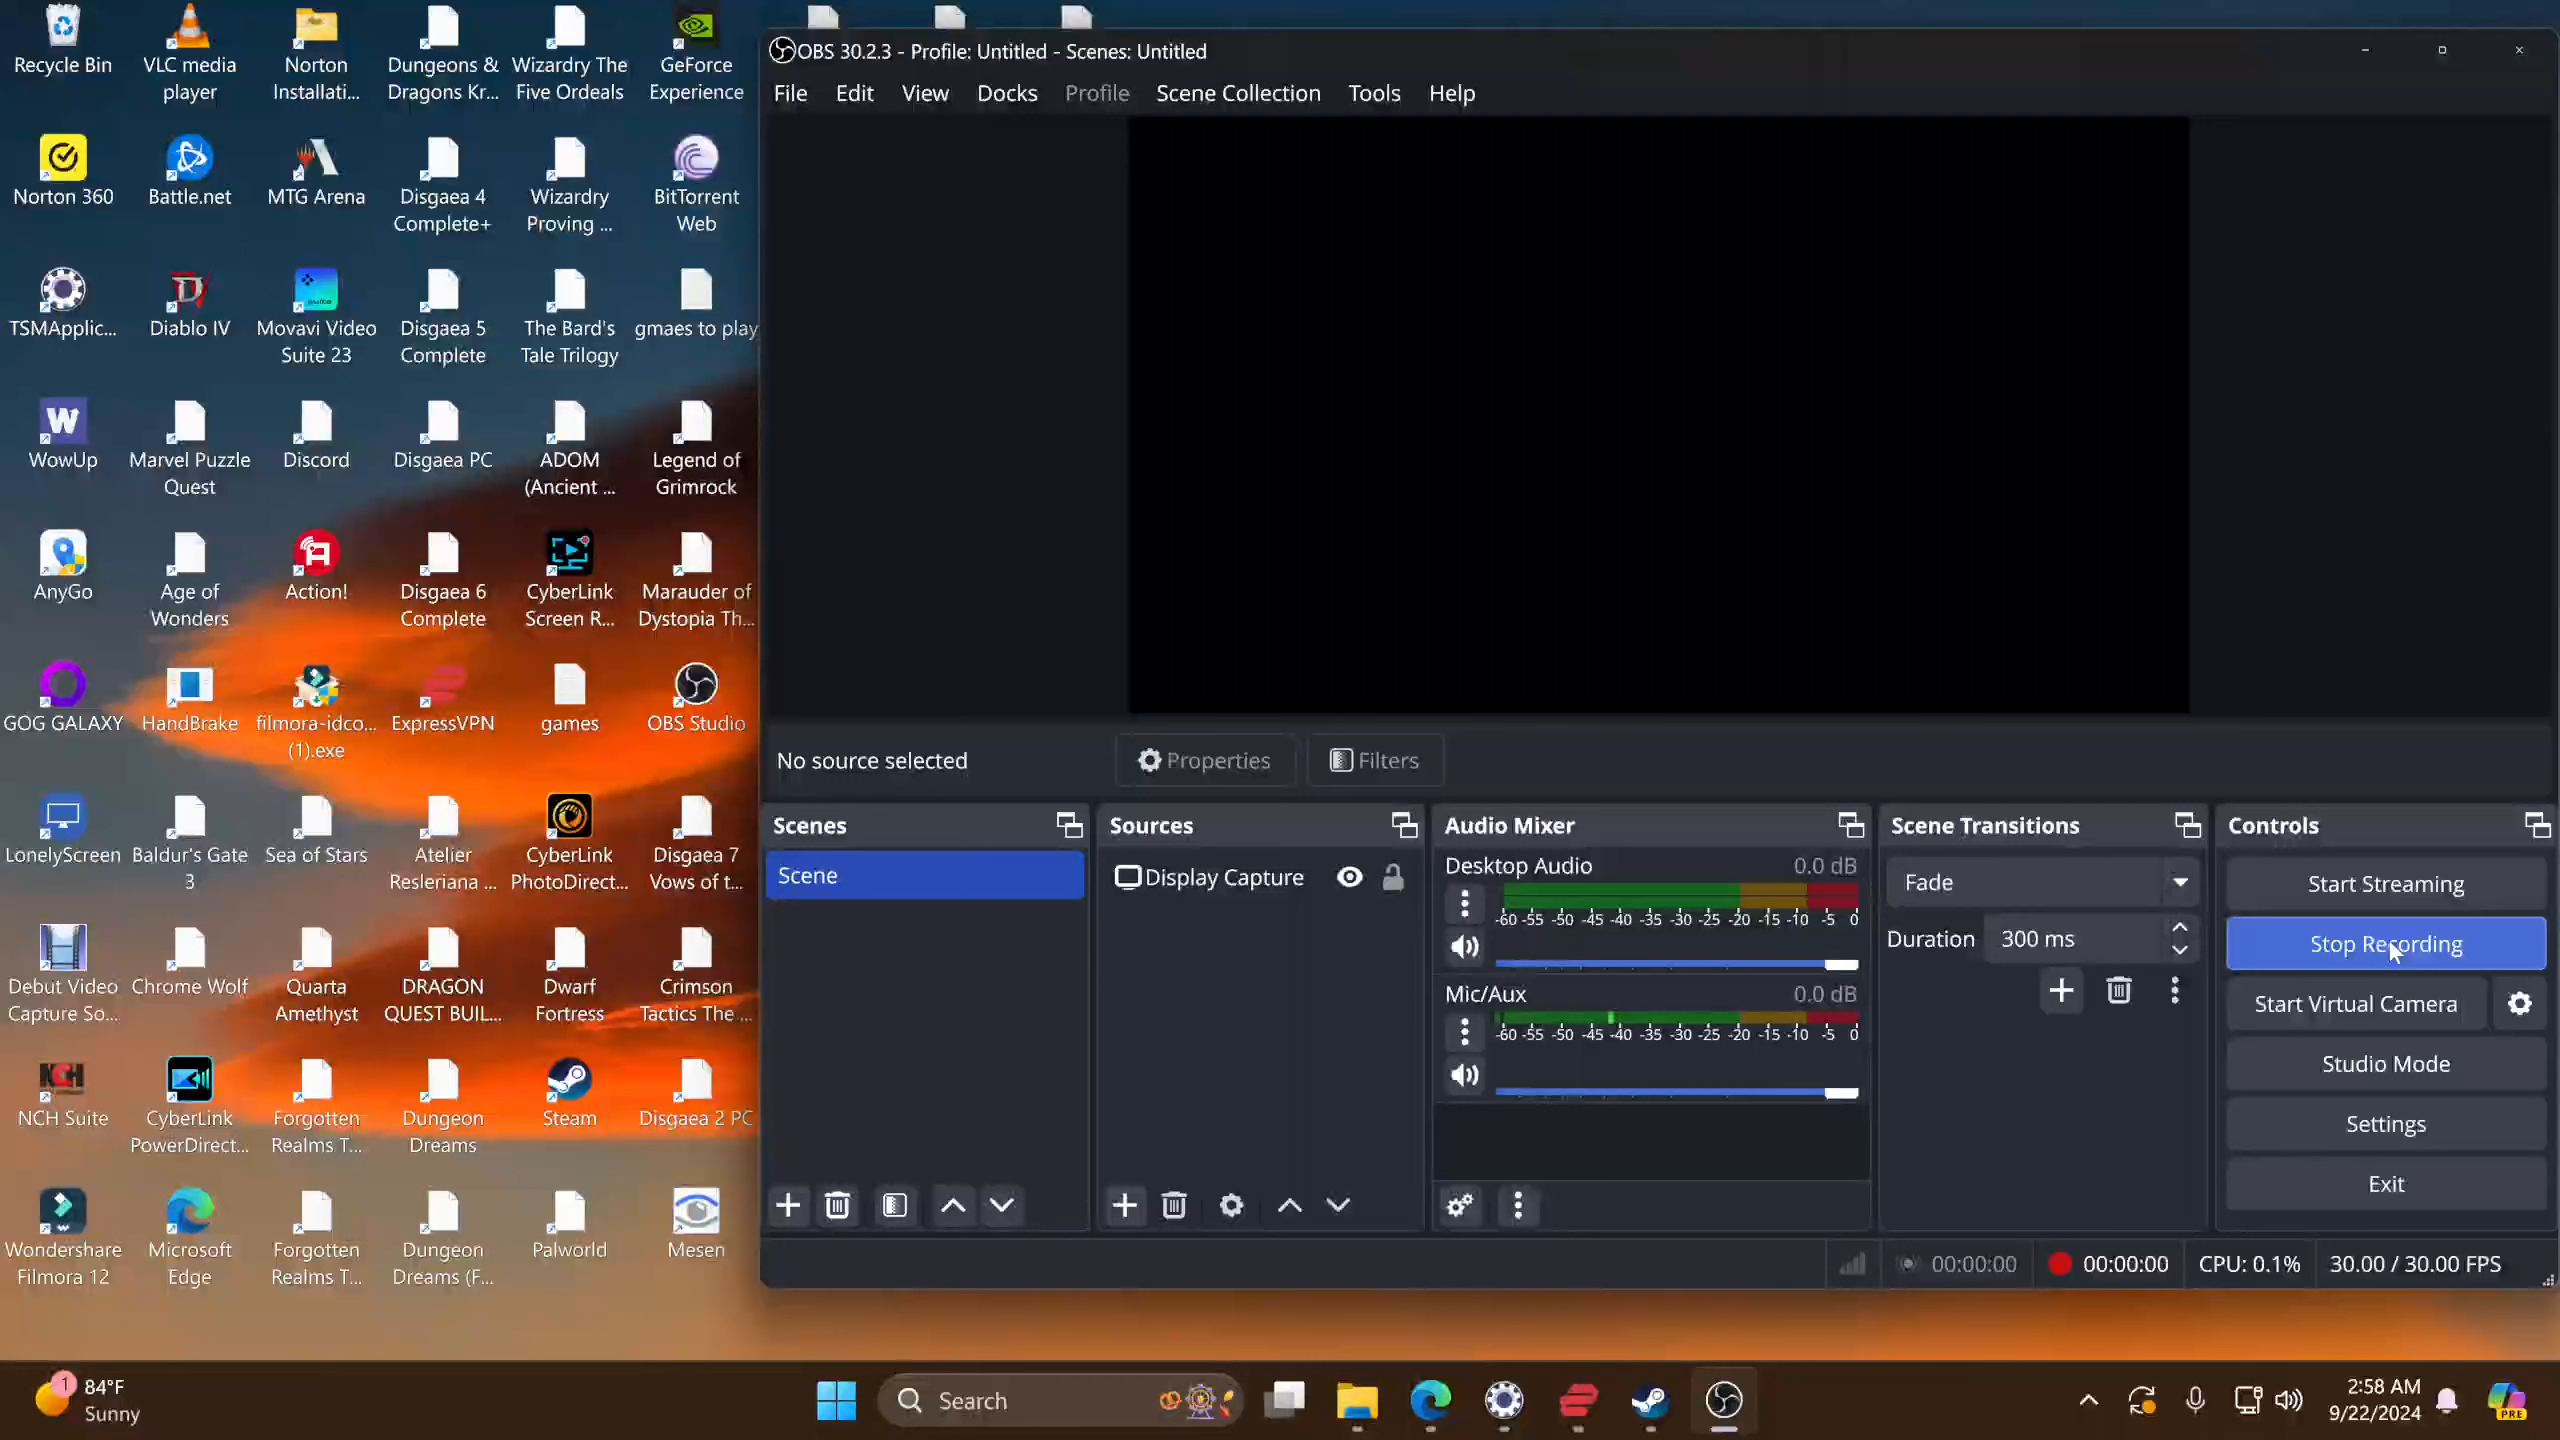 Recycle Bin
VLC media
player
Norton
Installati...
Dungeons &
Dragons Kr...
Wizardry The
Five Ordeals
GeForce
Experience
Norton 360
Battle.net
MTG Arena
Disgaea 4
Complete+
Wizardry
Proving ...
BitTorrent
Web
TSMApplic...
Diablo IV
Movavi Video
Suite 23
Disgaea 5
Complete
The Bard's
Tale Trilogy
gmaes to play
WowUp
Marvel Puzzle
Quest
Discord
Disgaea PC
ADOM
(Ancient ...
Legend of
Grimrock
AnyGo
Age of
Wonders
Action!
Disgaea 6
Complete
CyberLink
Screen R...
Marauder of
Dystopia Th...
GOG GALAXY
HandBrake
filmora-idco...
(1).exe
ExpressVPN
games
OBS Studio
LonelyScreen
Baldur's Gate
3
Sea of Stars
Atelier
Resleriana ...
CyberLink
PhotoDirect...
Disgaea 7
Vows of t...
Debut Video
Capture So...
Chrome Wolf
Quarta
Amethyst
DRAGON
QUEST BUIL...
Dwarf
Fortress
Crimson
Tactics The ...
NCH Suite
CyberLink
PowerDirect...
Forgotten
Realms T...
Dungeon
Dreams
Steam
Disgaea 2 PC
Wondershare
Filmora 12
Microsoft
Edge
Forgotten
Realms T...
Dungeon
Dreams (F...
Palworld
Mesen
OBS 30.2.3 - Profile: Untitled - Scenes: Untitled
File Edit View Docks Profile Scene Collection Tools Help
No source selected
Properties
Filters
Scenes
Scene
Sources
Display Capture
Audio Mixer
Desktop Audio 0.0 dB
-60 -55 -50 -45 -40 -35 -30 -25 -20 -15 -10 -5 0
Mic/Aux 0.0 dB
-60 -55 -50 -45 -40 -35 -30 -25 -20 -15 -10 -5 0
Scene Transitions
Fade
Duration 300 ms
Controls
Start Streaming
Stop Recording
Start Virtual Camera
Studio Mode
Settings
Exit
00:00:00 00:00:00 CPU: 0.1% 30.00 / 30.00 FPS
1
84°F
Sunny
Search
2:58 AM
9/22/2024
PRE